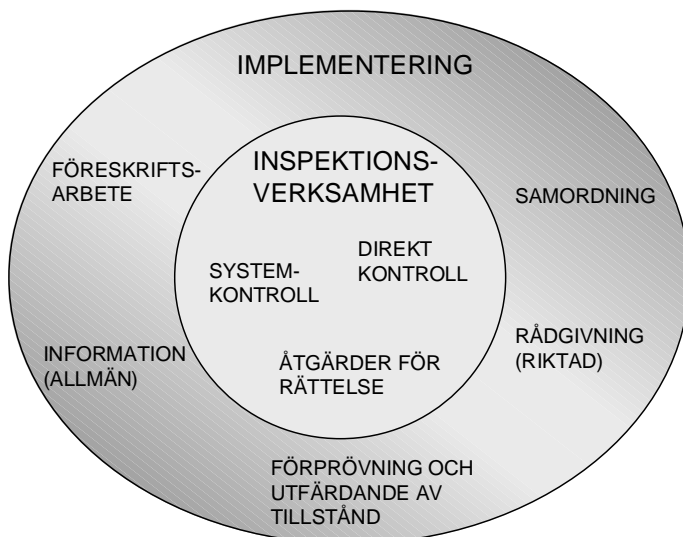 IMPLEMENTERING
FÖRESKRIFTS-
ARBETE
INSPEKTIONS-
VERKSAMHET
SAMORDNING
SYSTEM-
KONTROLL
DIREKT
KONTROLL
INFORMATION
(ALLMÄN)
ÅTGÄRDER FÖR
RÄTTELSE
RÅDGIVNING
(RIKTAD)
FÖRPRÖVNING OCH
UTFÄRDANDE AV
TILLSTÅND